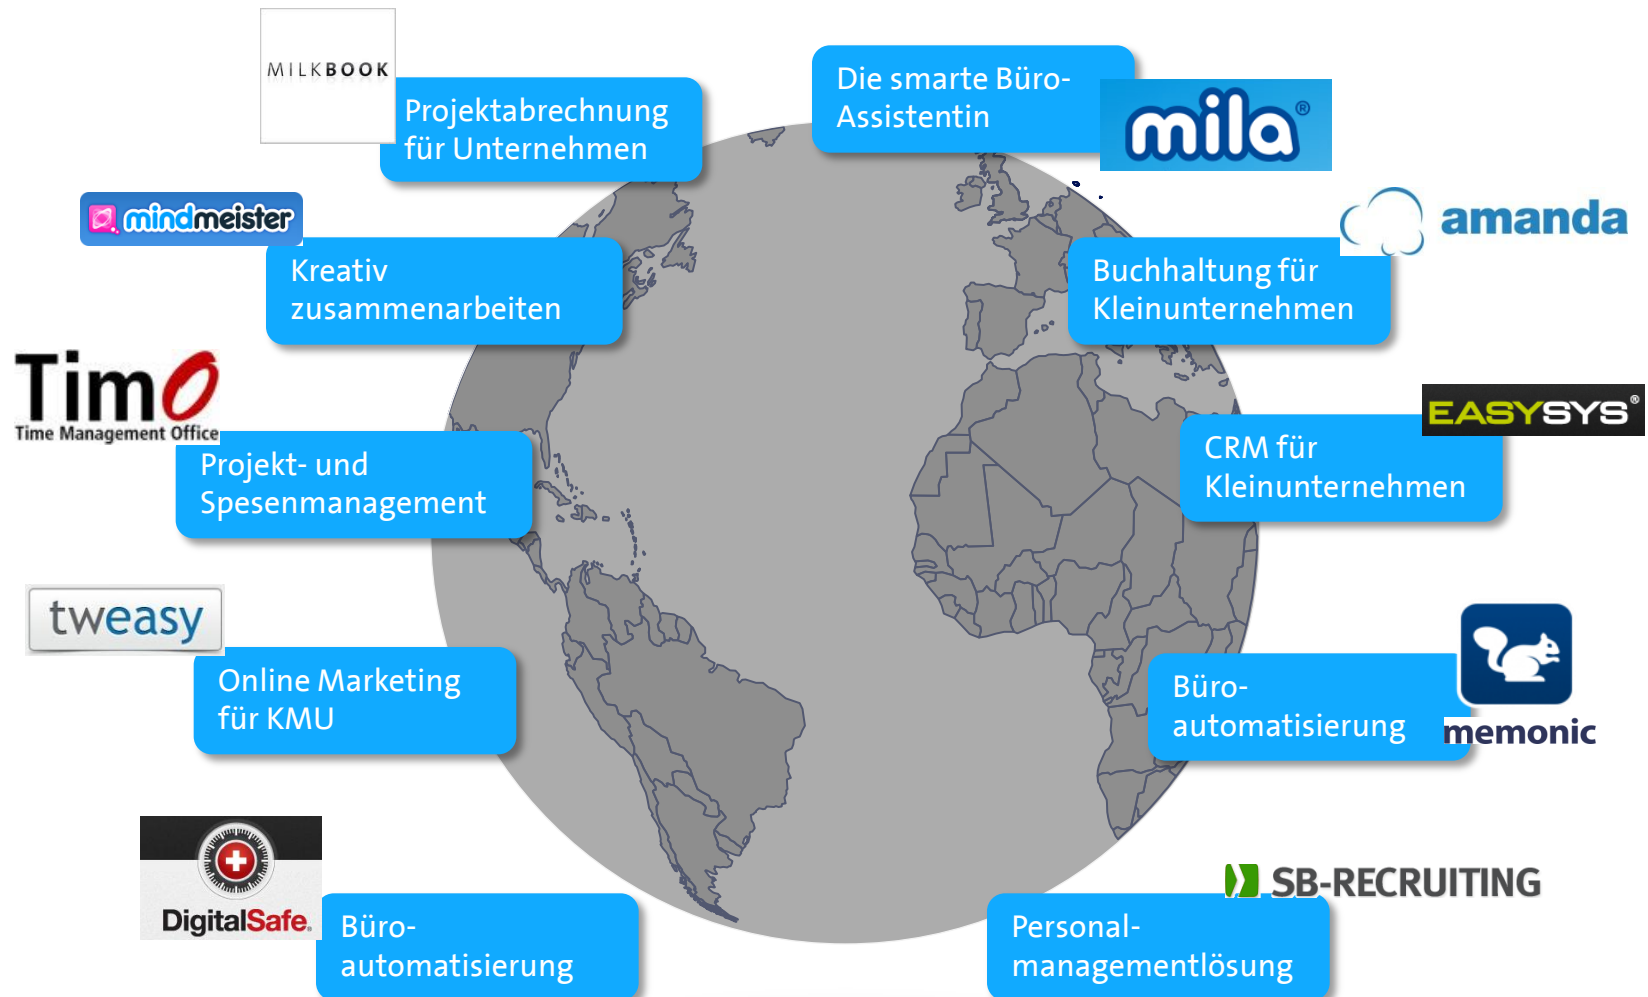 MILKBOOK
Projektabrechnung
für Unternehmen
Die smarte Büro-
Assistentin
mila®
mindmeister
Kreativ
zusammenarbeiten
amanda
Buchhaltung für
Kleinunternehmen
TimO
Time Management Office
Projekt- und
Spesenmanagement
EASYSYS®
CRM für
Kleinunternehmen
tweasy
Online Marketing
für KMU
Büro-
automatisierung
memonic
DigitalSafe.
Büro-
automatisierung
SB-RECRUITING
Personal-
managementlösung